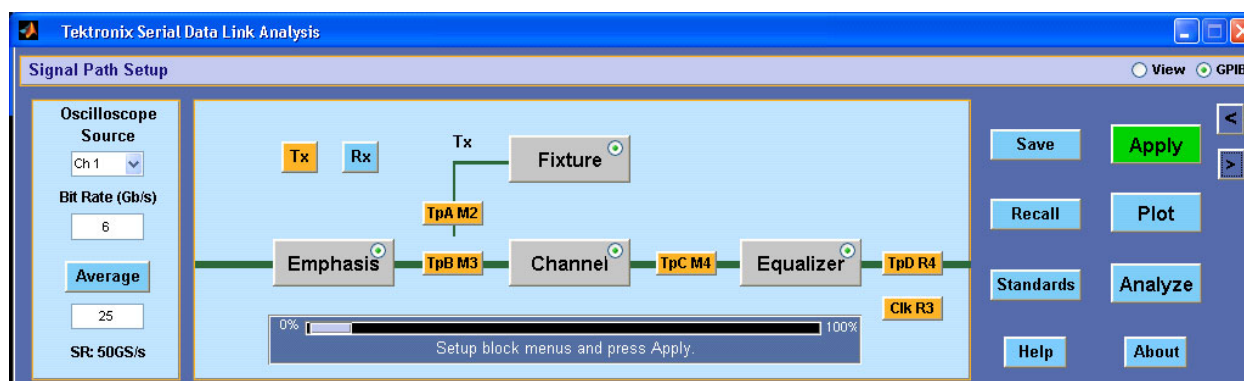 Tektronix Serial Data Link Analysis
Signal Path Setup
View
GPIB
Oscilloscope
Source
Ch 1
Bit Rate (Gb/s)
6
Average
25
SR: 50GS/s
Tx
Rx
Tx
Fixture
TpA M2
Emphasis
TpB M3
Channel
TpC M4
Equalizer
TpD R4
Clk R3
0%
100%
Setup block menus and press Apply.
Save
Apply
<
>
Recall
Plot
Standards
Analyze
Help
About